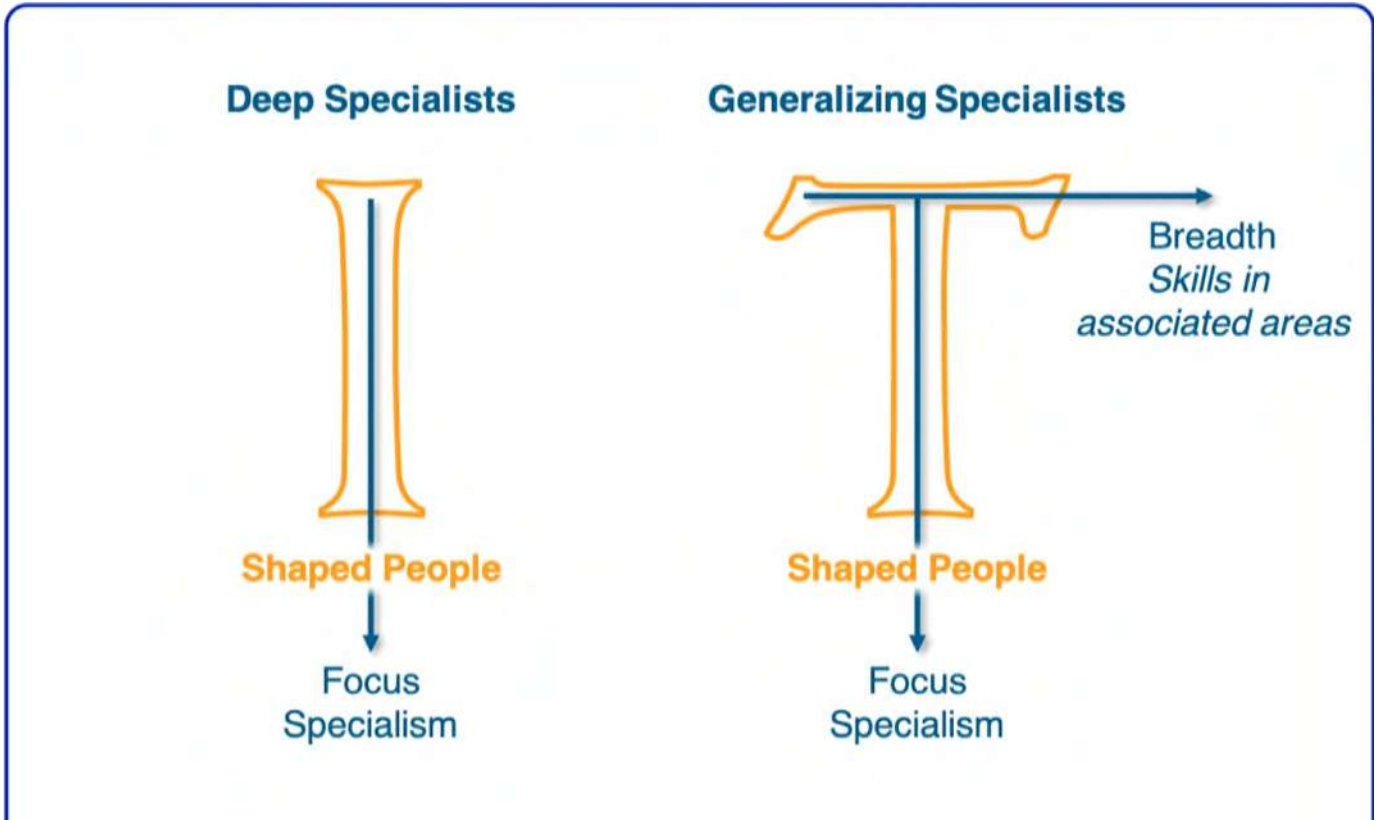 Deep Specialists
I
Shaped People
Focus
Specialism
Generalizing Specialists
T
Breadth
Skills in
associated areas
Shaped People
Focus
Specialism